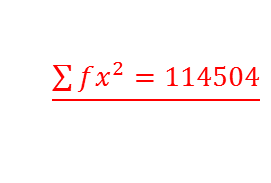 ∑ fx² = 114504